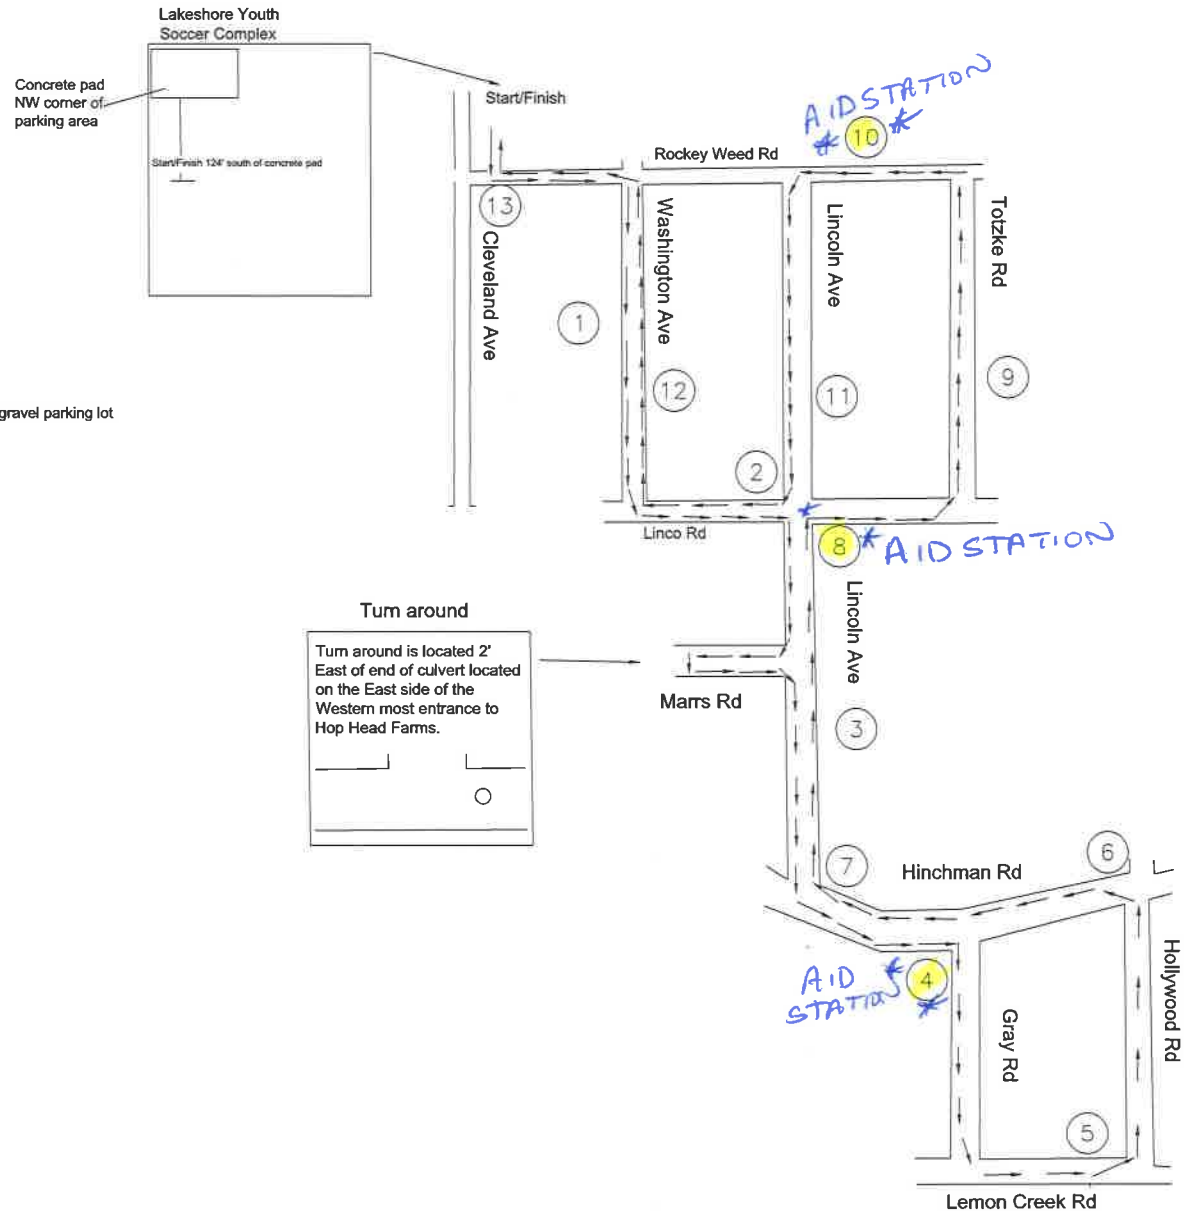 Lakeshore Youth
Soccer Complex
Concrete pad
NW corner of
parking area
Start/Finish 124' south of concrete pad
Start/Finish
AID STATION
10
Rockey Weed Rd
13
Cleveland Ave
Washington Ave
Lincoln Ave
Totzke Rd
1
12
11
9
gravel parking lot
2
Linco Rd
8
AID STATION
Lincoln Ave
Turn around
Turn around is located 2'
East of end of culvert located
on the East side of the
Western most entrance to
Hop Head Farms.
Marrs Rd
3
7
Hinchman Rd
6
AID
STATION
4
Gray Rd
Hollywood Rd
5
Lemon Creek Rd